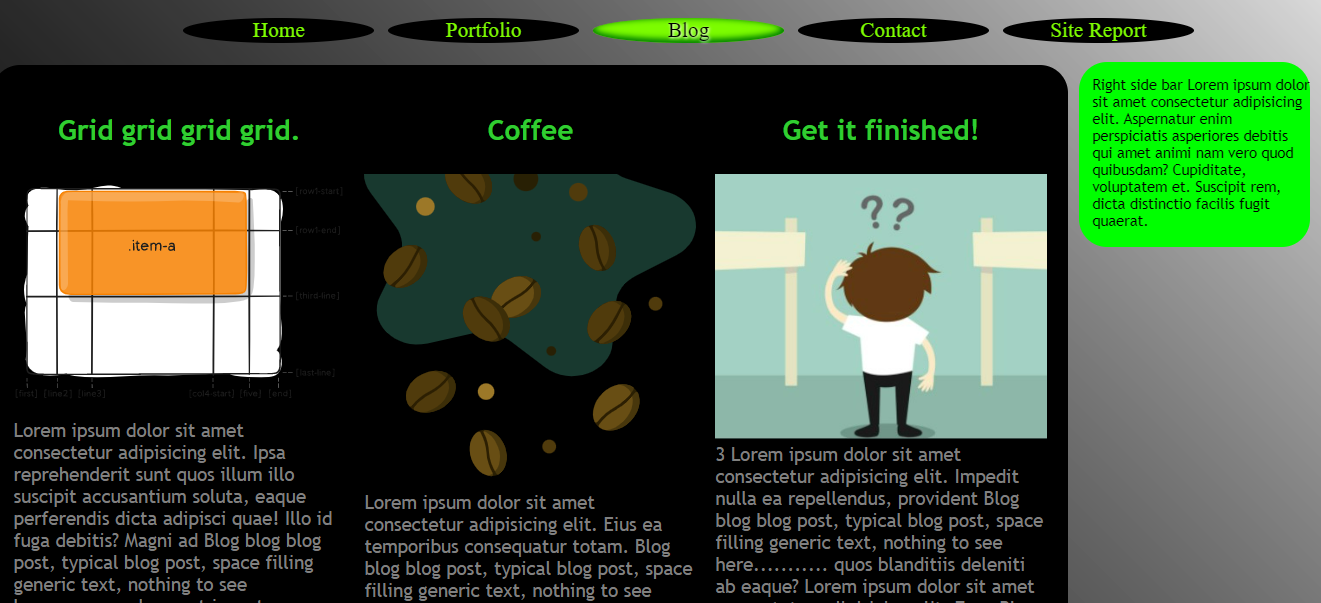 Home
Portfolio
Blog
Contact
Site Report
Grid grid grid grid.
.item-a
[row1-start]
[row1-end]
[third-line]
[last-line]
[first] [line2] [line3] [col4-start] [five] [end]
Lorem ipsum dolor sit amet
consectetur adipisicing elit. Ipsa
reprehenderit sunt quos illum illo
suscipit accusantium soluta, eaque
perferendis dicta adipisci quae! Illo id
fuga debitis? Magni ad Blog blog blog
post, typical blog post, space filling
generic text, nothing to see
Coffee
Lorem ipsum dolor sit amet
consectetur adipisicing elit. Eius ea
temporibus consequatur totam. Blog
blog blog post, typical blog post, space
filling generic text, nothing to see
Get it finished!
??
3 Lorem ipsum dolor sit amet
consectetur adipisicing elit. Impedit
nulla ea repellendus, provident Blog
blog blog post, typical blog post, space
filling generic text, nothing to see
here........... quos blanditiis deleniti
ab eaque? Lorem ipsum dolor sit amet
Right side bar Lorem ipsum dolor
sit amet consectetur adipisicing
elit. Aspernatur enim
perspiciatis asperiores debitis
qui amet animi nam vero quod
quibusdam? Cupiditate,
voluptatem et. Suscipit rem,
dicta distinctio facilis fugit
quaerat.